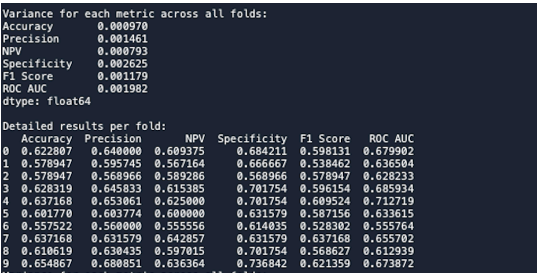 Variance for each metric across all folds:
Accuracy 0.000970
Precision 0.001461
NPV 0.000793
Specificity 0.002625
F1 Score 0.001179
ROC AUC 0.001982
dtype: float64
Detailed results per fold:
Accuracy Precision NPV Specificity F1 Score ROC AUC
0 0.622807 0.640000 0.609375 0.684211 0.598131 0.679902
1 0.578947 0.595745 0.567164 0.666667 0.538462 0.636504
2 0.578947 0.568966 0.589286 0.568966 0.578947 0.628233
3 0.628319 0.645833 0.615385 0.701754 0.596154 0.685934
4 0.637168 0.653061 0.625000 0.701754 0.609524 0.712719
5 0.601770 0.603774 0.600000 0.631579 0.587156 0.633615
6 0.557522 0.560000 0.555556 0.614035 0.528302 0.555764
7 0.637168 0.631579 0.642857 0.631579 0.637168 0.655702
8 0.610619 0.630435 0.597015 0.701754 0.568627 0.612939
9 0.654867 0.680851 0.636364 0.736842 0.621359 0.673872